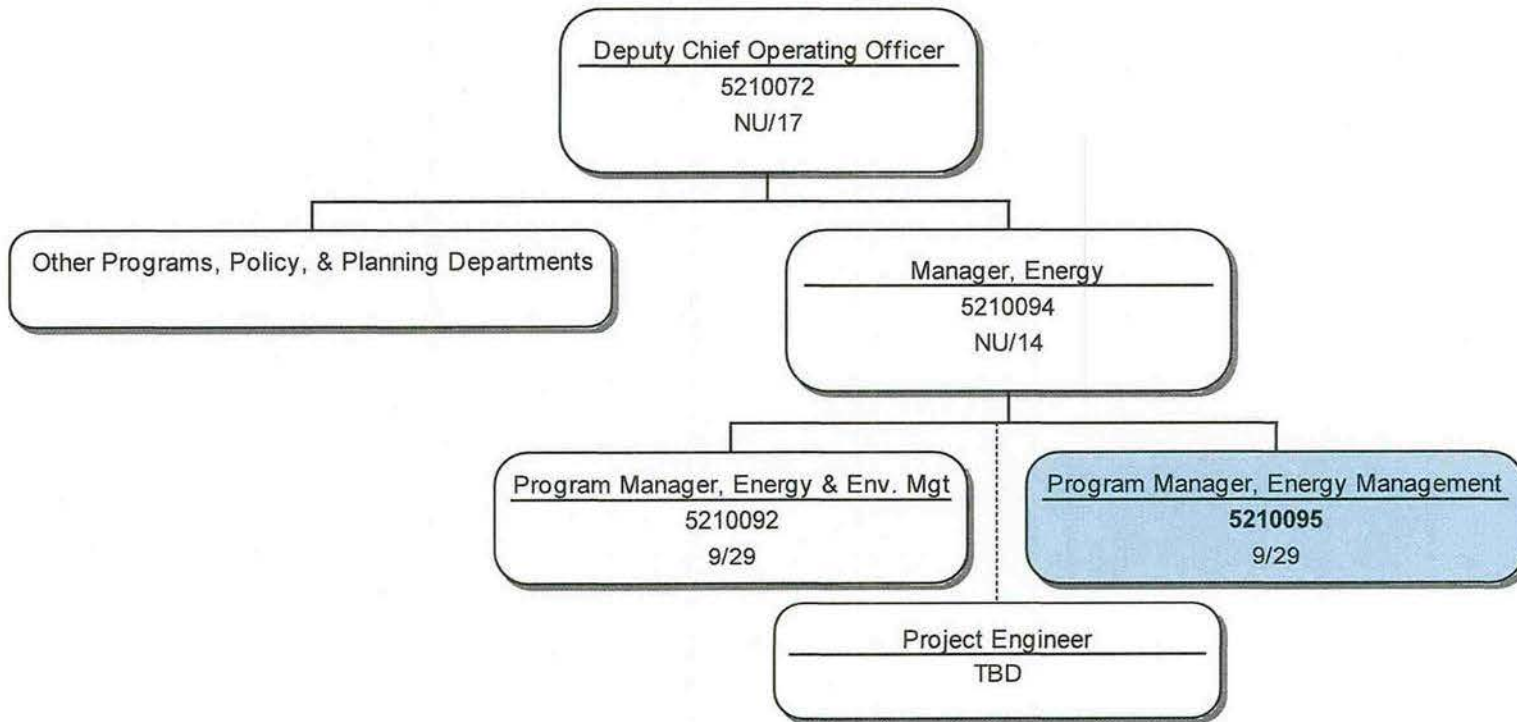 Deputy Chief Operating Officer
5210072
NU/17
Other Programs, Policy, & Planning Departments
Manager, Energy
5210094
NU/14
Program Manager, Energy & Env. Mgt
5210092
9/29
Program Manager, Energy Management
5210095
9/29
Project Engineer
TBD